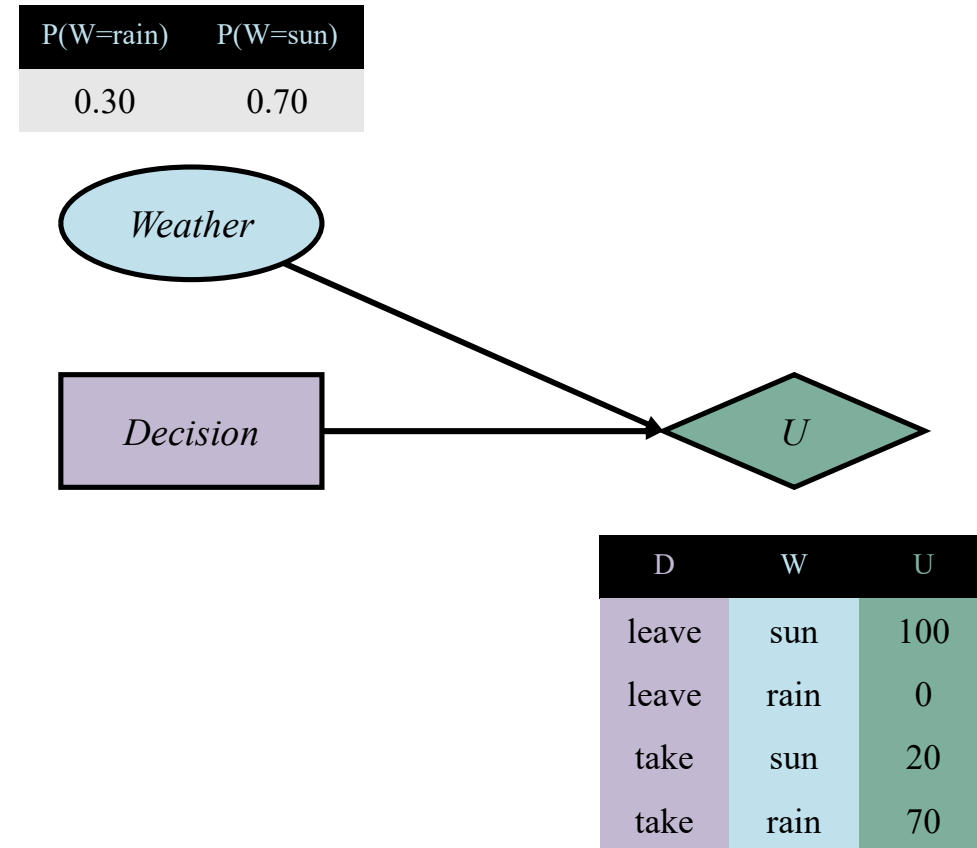 P(W=rain) P(W=sun)
0.30 0.70
Weather
Decision
U
D W U
leave sun 100
leave rain 0
take sun 20
take rain 70